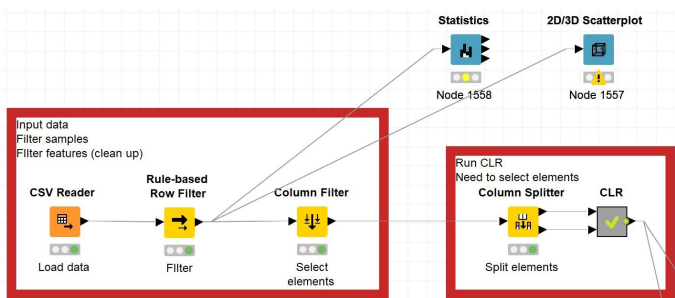 Statistics
2D/3D Scatterplot
Node 1558
Node 1557
Input data
Filter samples
FIlter features (clean up)
CSV Reader
Rule-based
Row Filter
Column Filter
Load data
FIlter
Select
elements
Run CLR
Need to select elements
Column Splitter
CLR
Split elements